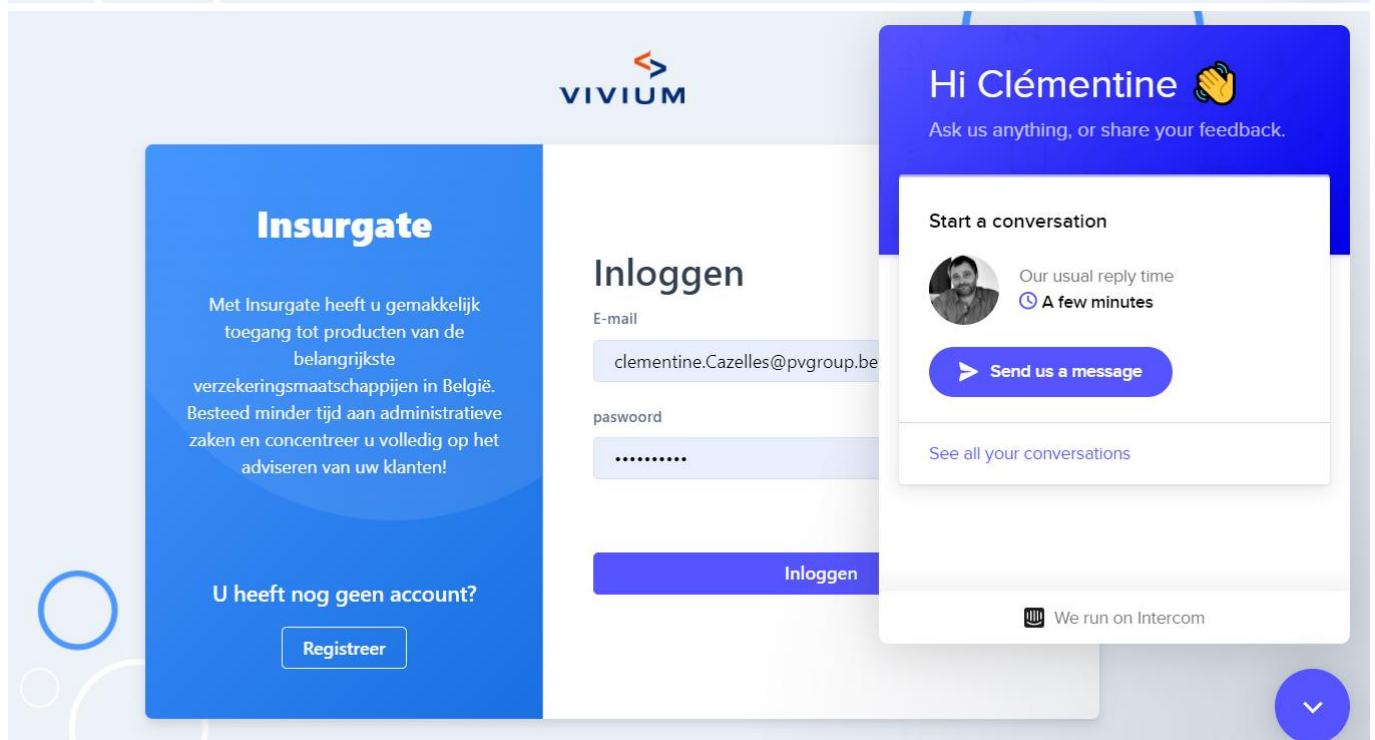 VIVIUM
Insurgate
Met Insurgate heeft u gemakkelijk
toegang tot producten van de
belangrijkste
verzekeringsmaatschappijen in België.
Besteed minder tijd aan administratieve
zaken en concentreer u volledig op het
adviseren van uw klanten!
U heeft nog geen account?
Registreer
Inloggen
E-mail
clementine.Cazelles@pvgroup.be
paswoord
••••••••••
Inloggen
Hi Clémentine 👋
Ask us anything, or share your feedback.
Start a conversation
Our usual reply time
A few minutes
Send us a message
See all your conversations
We run on Intercom